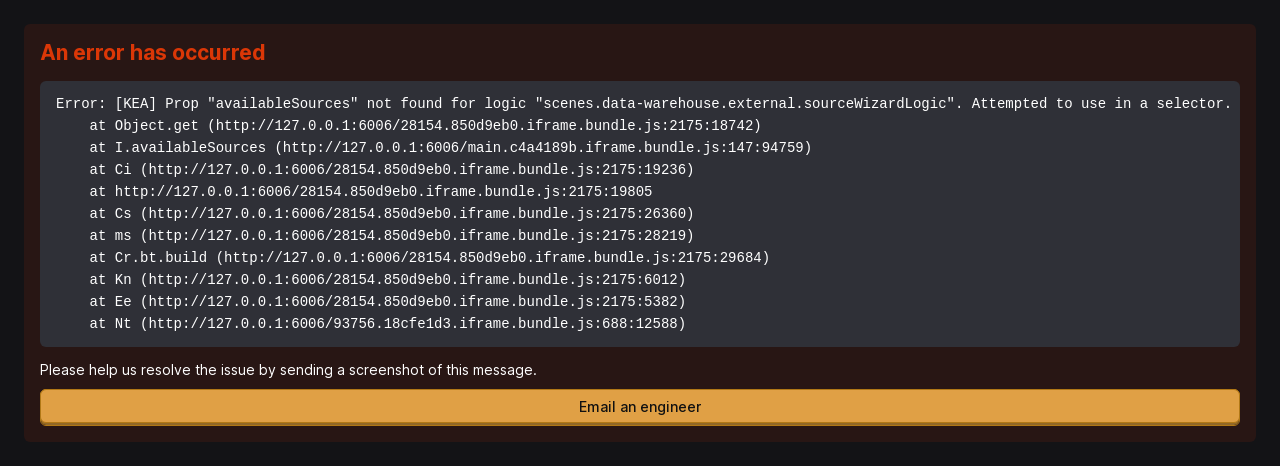 An error has occurred
Error: [KEA] Prop "availableSources" not found for logic "scenes.data-warehouse.external.sourceWizardLogic". Attempted to use in a selector.
    at Object.get (http://127.0.0.1:6006/28154.850d9eb0.iframe.bundle.js:2175:18742)
    at I.availableSources (http://127.0.0.1:6006/main.c4a4189b.iframe.bundle.js:147:94759)
    at Ci (http://127.0.0.1:6006/28154.850d9eb0.iframe.bundle.js:2175:19236)
    at http://127.0.0.1:6006/28154.850d9eb0.iframe.bundle.js:2175:19805
    at Cs (http://127.0.0.1:6006/28154.850d9eb0.iframe.bundle.js:2175:26360)
    at ms (http://127.0.0.1:6006/28154.850d9eb0.iframe.bundle.js:2175:28219)
    at Cr.bt.build (http://127.0.0.1:6006/28154.850d9eb0.iframe.bundle.js:2175:29684)
    at Kn (http://127.0.0.1:6006/28154.850d9eb0.iframe.bundle.js:2175:6012)
    at Ee (http://127.0.0.1:6006/28154.850d9eb0.iframe.bundle.js:2175:5382)
    at Nt (http://127.0.0.1:6006/93756.18cfe1d3.iframe.bundle.js:688:12588)
Please help us resolve the issue by sending a screenshot of this message.
Email an engineer